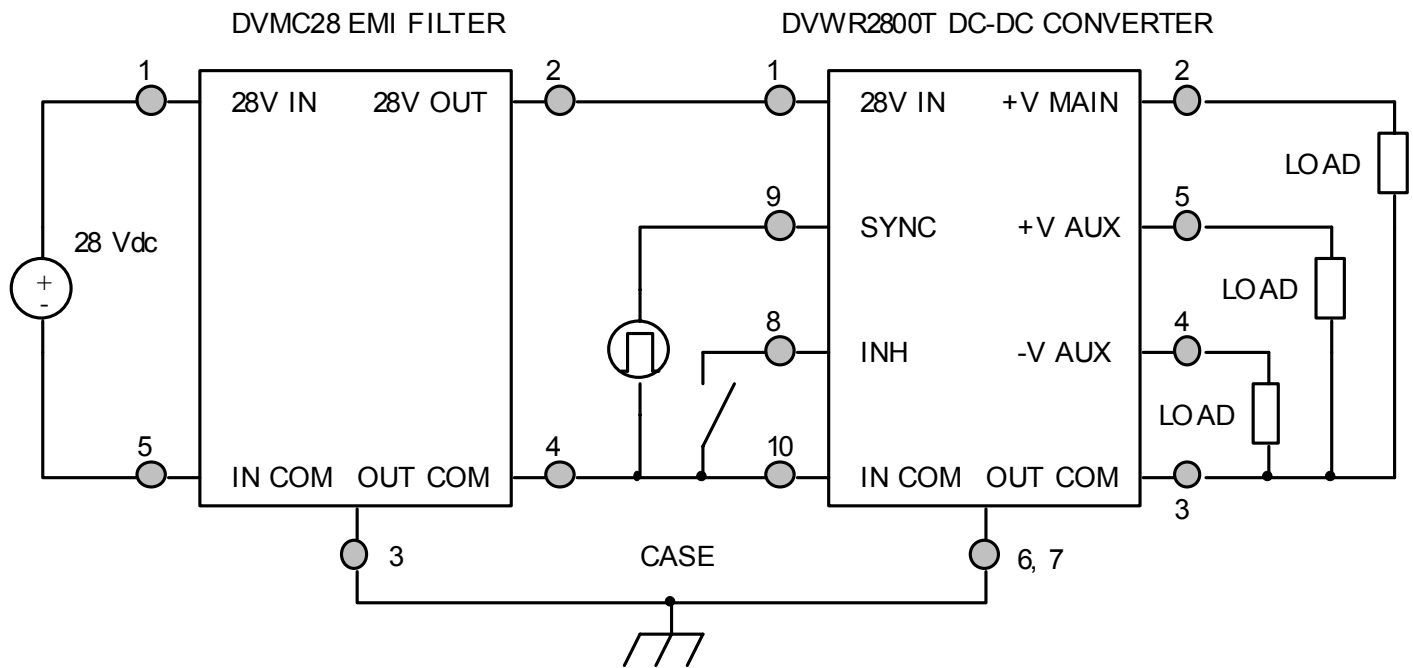 DVMC28 EMI FILTER
DVWR2800T DC-DC CONVERTER
1
28V IN
28V OUT
2
1
28V IN
+V MAIN
2
LOAD
9
SYNC
+V AUX
5
LOAD
28 Vdc
+
-
8
INH
-V AUX
4
LOAD
5
IN COM
OUT COM
4
10
IN COM
OUT COM
3
3
CASE
6, 7